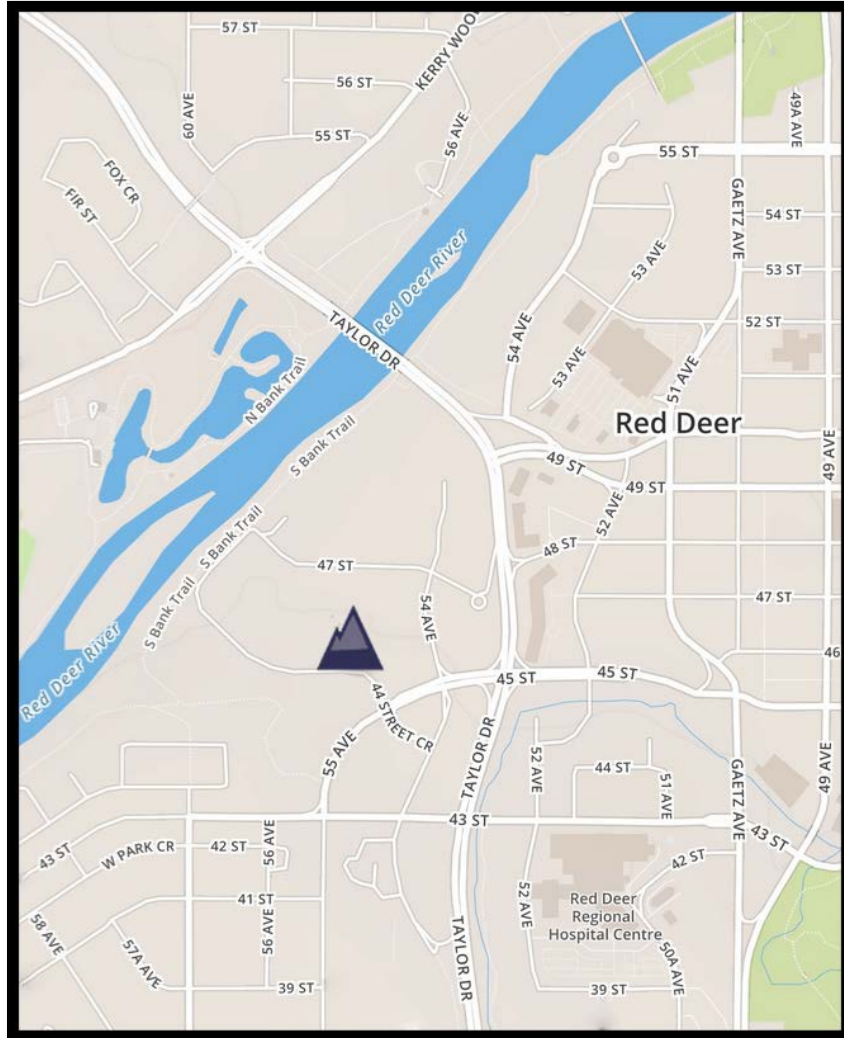 57 ST
KERRY WOO
56 ST
60 AVE
49A AVE
55 ST
56 AVE
55 ST
FOX CR
FIR ST
GAETZ AVE
54 ST
53 AVE
53 ST
Red Deer River
TAYLOR DR
54 AVE
52 ST
53 AVE
51 AVE
N Bank Trail
Red Deer
S Bank Trail
49 AVE
49 ST
49 ST
52 AVE
S Bank Trail
48 ST
47 ST
47 ST
S Bank Trail
54 AVE
46
Red Deer River
45 ST
45 ST
44 STREET CR
55 AVE
TAYLOR DR
52 AVE
44 ST
51 AVE
49 AVE
GAETZ AVE
43 ST
43 ST
43 ST
W PARK CR
42 ST
56 AVE
42 ST
41 ST
52 AVE
Red Deer
Regional
Hospital Centre
58 AVE
57A AVE
56 AVE
TAYLOR DR
50A AVE
39 ST
39 ST